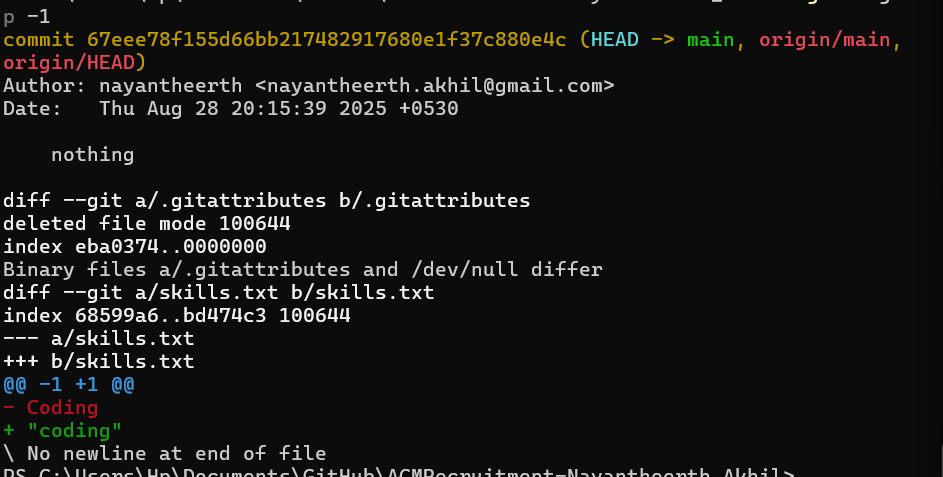 p -1
commit 67eee78f155d66bb217482917680e1f37c880e4c (HEAD -> main, origin/main,
origin/HEAD)
Author: nayantheerth <nayantheerth.akhil@gmail.com>
Date:   Thu Aug 28 20:15:39 2025 +0530
    nothing
diff --git a/.gitattributes b/.gitattributes
deleted file mode 100644
index eba0374..0000000
Binary files a/.gitattributes and /dev/null differ
diff --git a/skills.txt b/skills.txt
index 68599a6..bd474c3 100644
--- a/skills.txt
+++ b/skills.txt
@@ -1 +1 @@
- Coding
+ "coding"
\ No newline at end of file
PS C:\Users\Hp\Documents\GitHub\ACMRecruitment-Nayantheerth_Akhil>